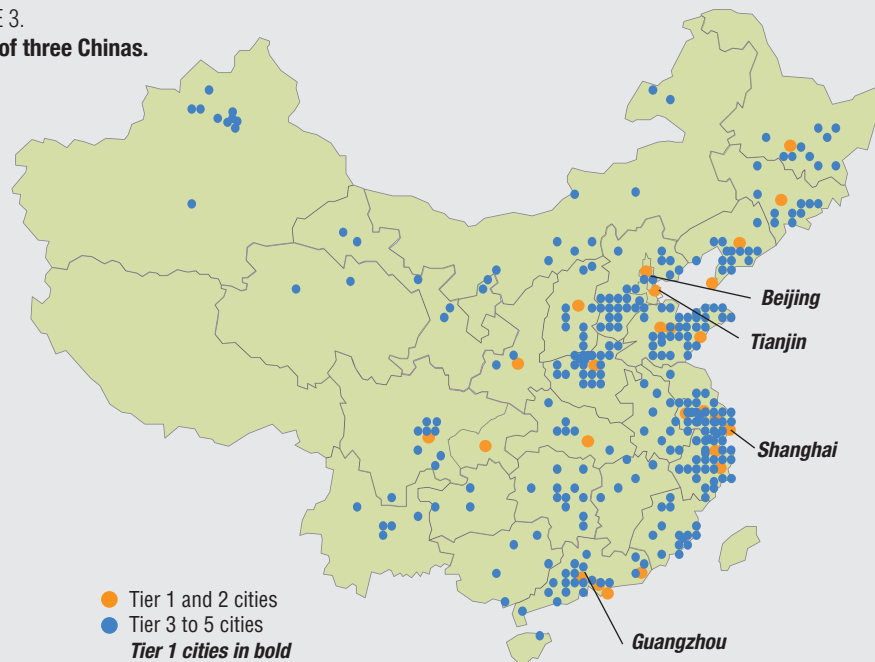 E 3.
of three Chinas.
Beijing
Tianjin
Shanghai
Guangzhou
Tier 1 and 2 cities
Tier 3 to 5 cities
Tier 1 cities in bold